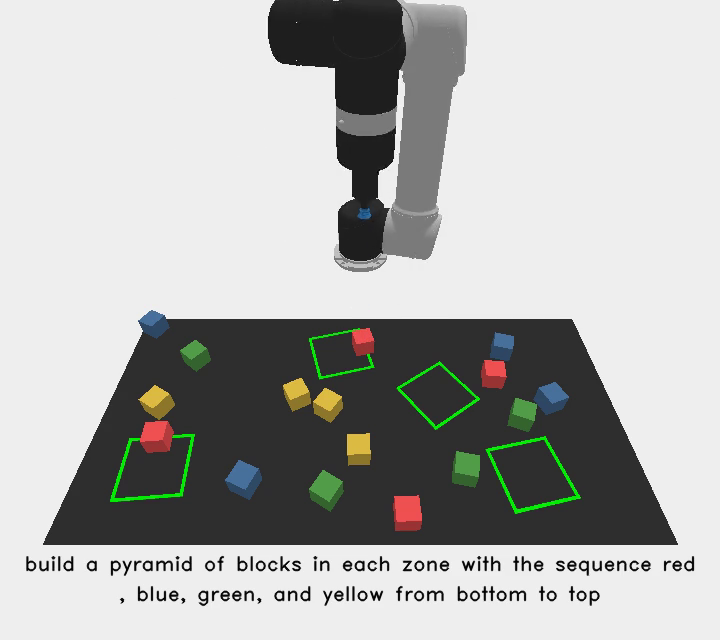 build a pyramid of blocks in each zone with the sequence red
, blue, green, and yellow from bottom to top